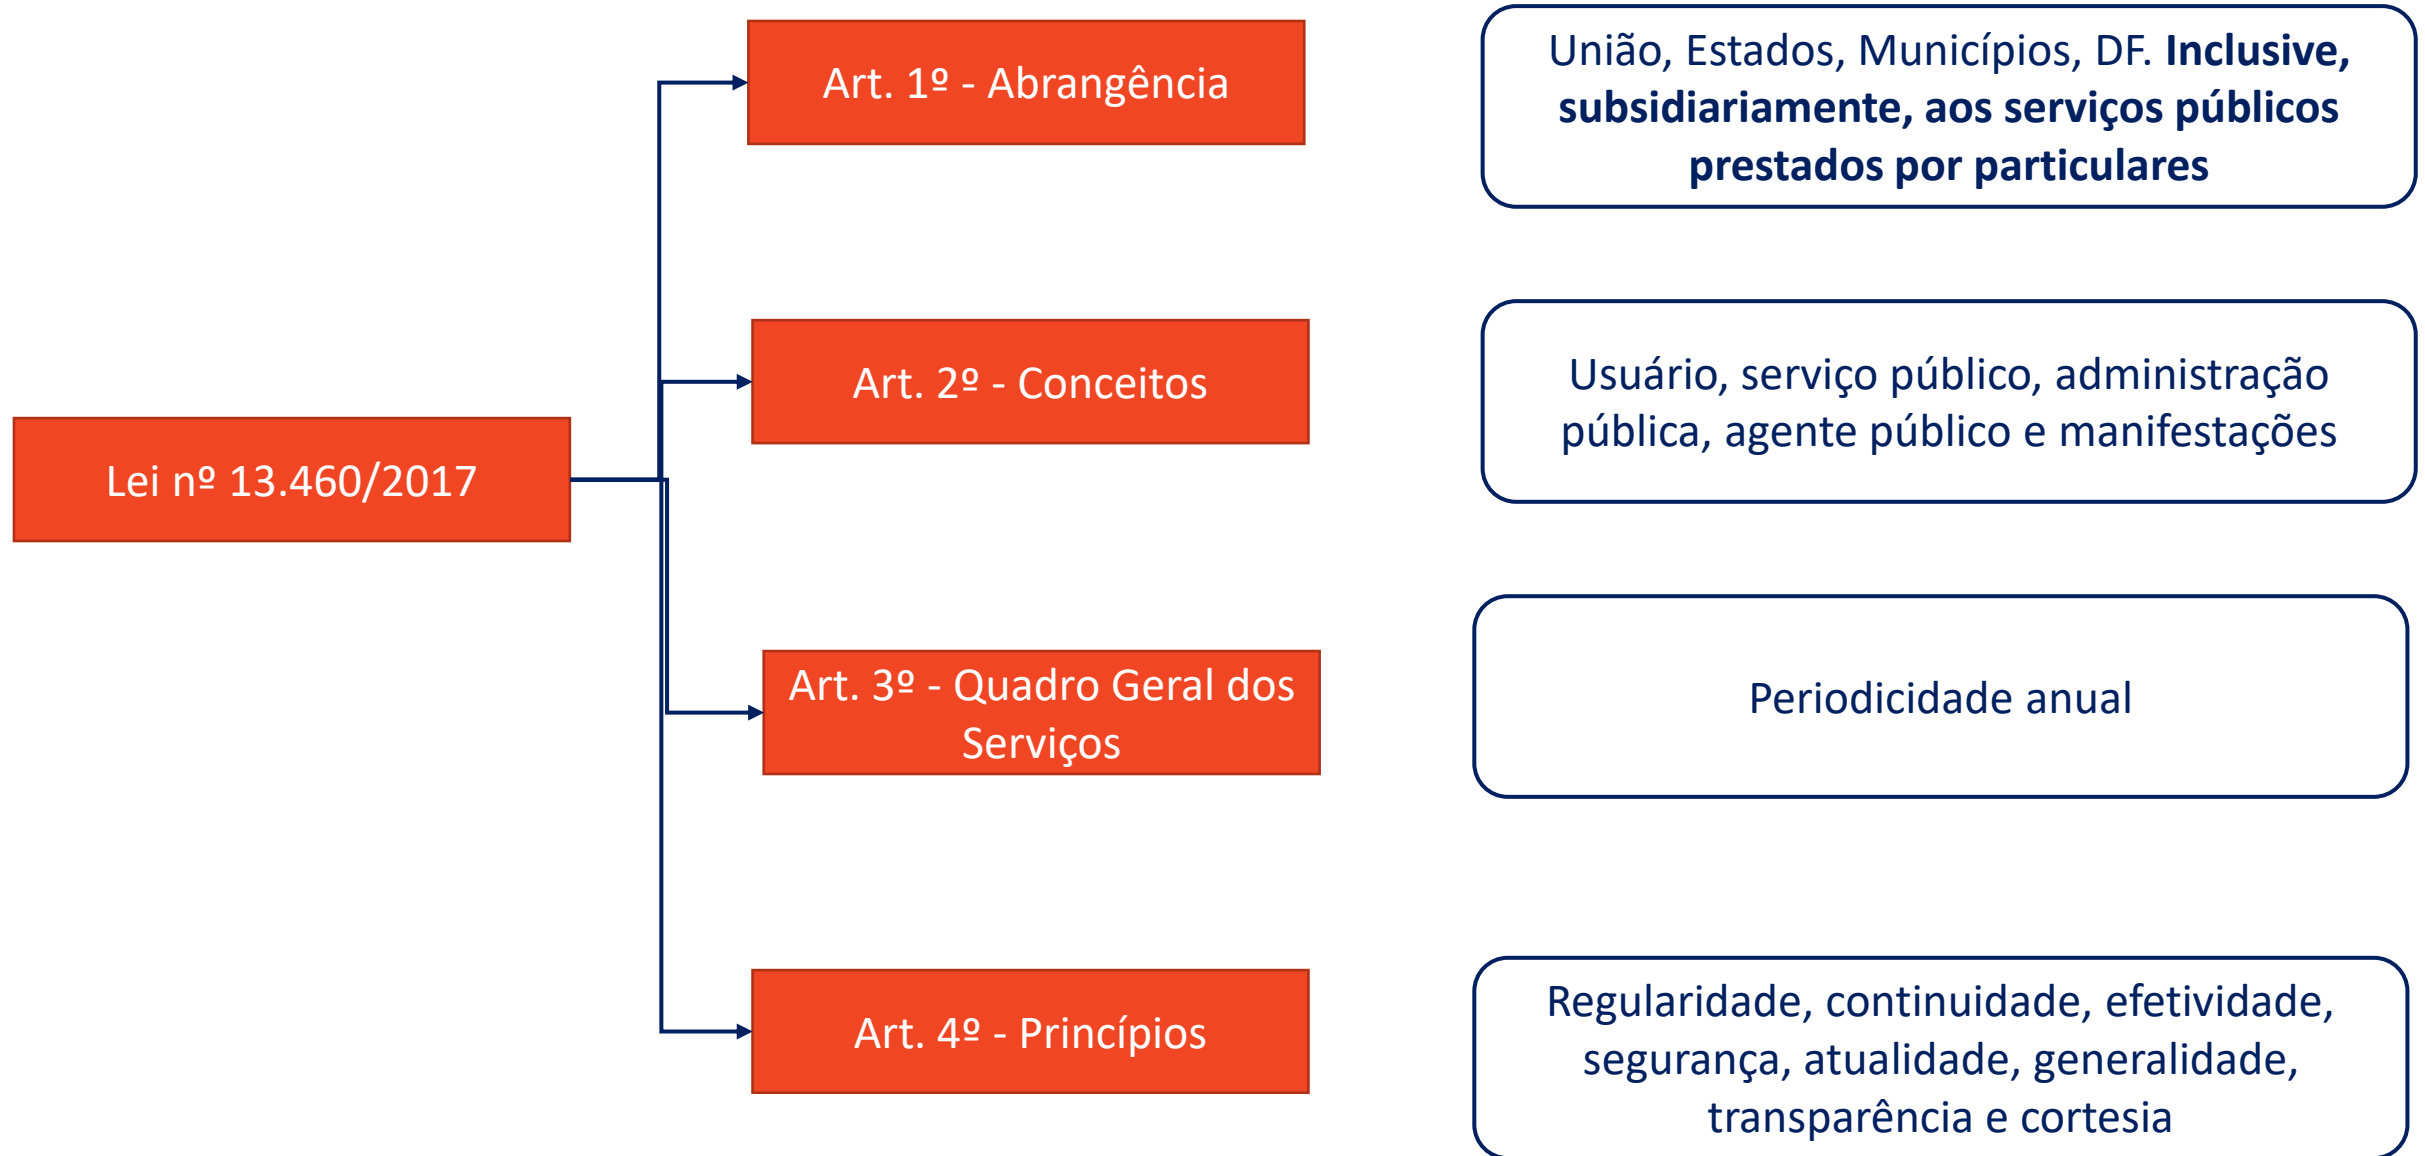 Art. 1º - Abrangência
União, Estados, Municípios, DF. Inclusive,
subsidiariamente, aos serviços públicos
prestados por particulares
Art. 2º - Conceitos
Usuário, serviço público, administração
pública, agente público e manifestações
Lei nº 13.460/2017
Art. 3º - Quadro Geral dos
Serviços
Periodicidade anual
Art. 4º - Princípios
Regularidade, continuidade, efetividade,
segurança, atualidade, generalidade,
transparência e cortesia